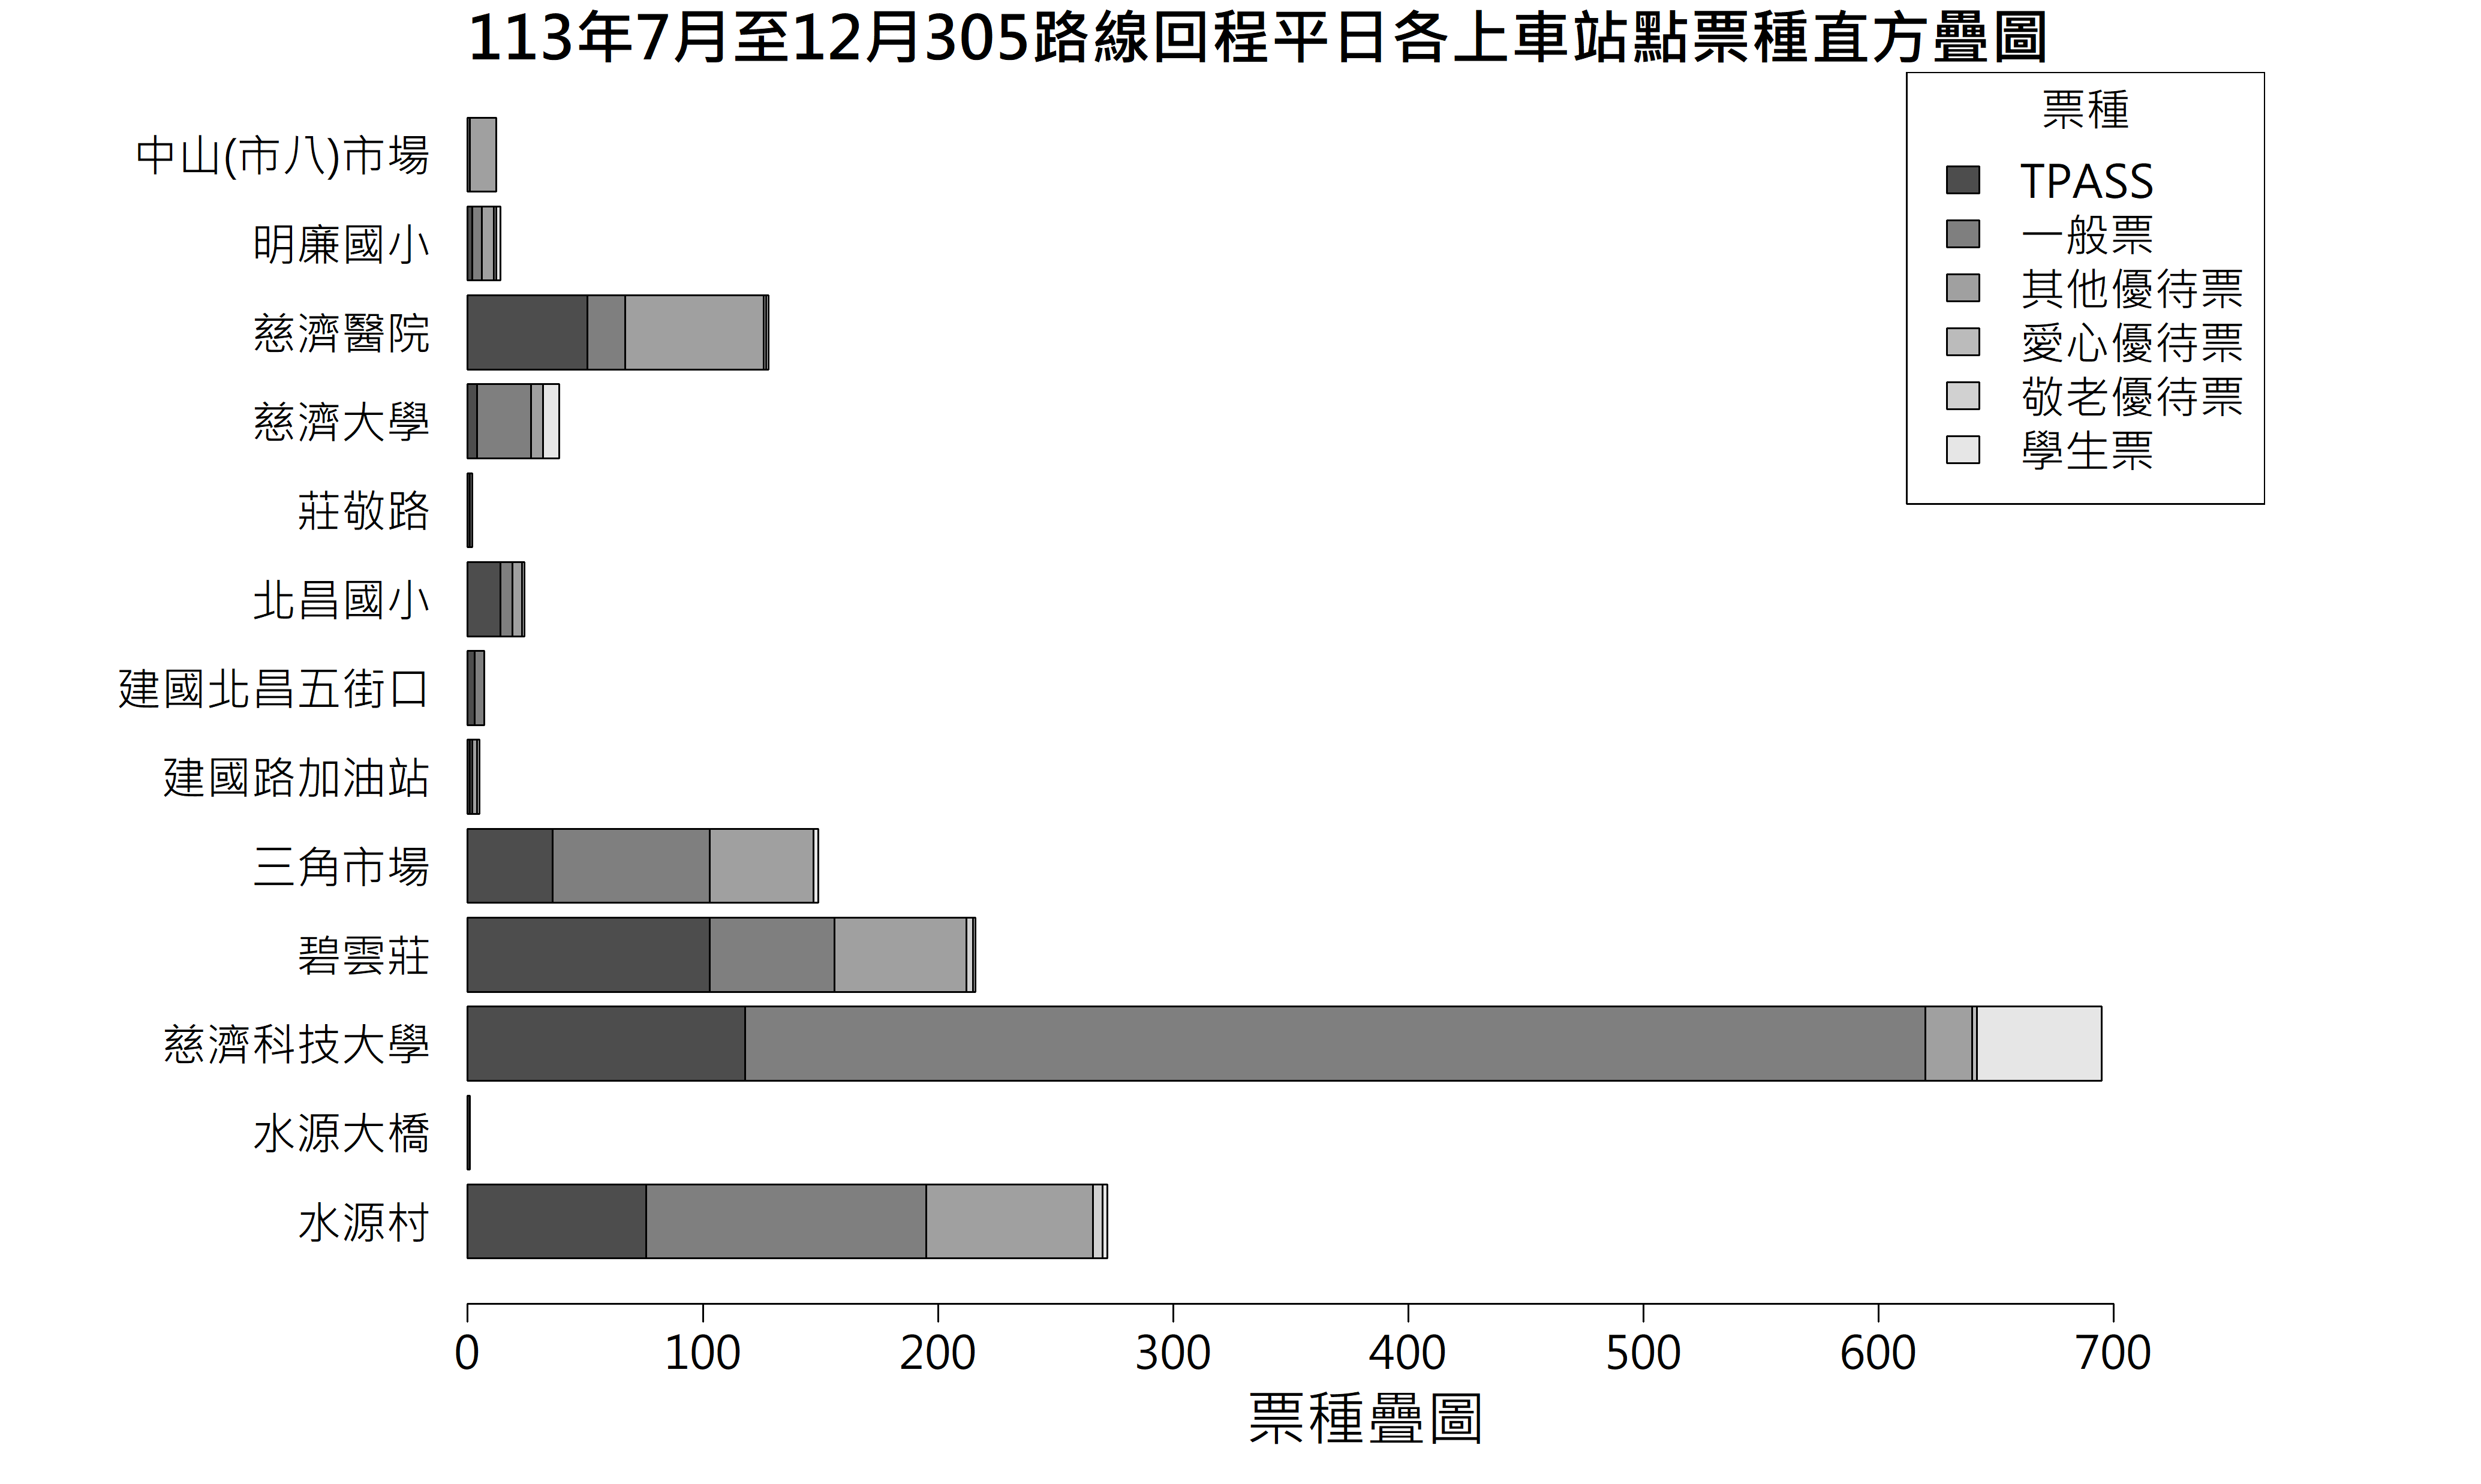 113年7月至12月305路線回程平日各上車站點票種直方疊圖
票種
TPASS
一般票
其他優待票
愛心優待票
敬老優待票
學生票
中山(市八)市場
明廉國小
慈濟醫院
慈濟大學
莊敬路
北昌國小
建國北昌五街口
建國路加油站
三角市場
碧雲莊
慈濟科技大學
水源大橋
水源村
0 100 200 300 400 500 600 700
票種疊圖